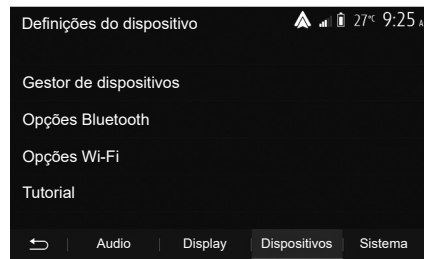 Definições do dispositivo
27°C 9:25 A
Gestor de dispositivos
Opções Bluetooth
Opções Wi-Fi
Tutorial
Audio Display Dispositivos Sistema